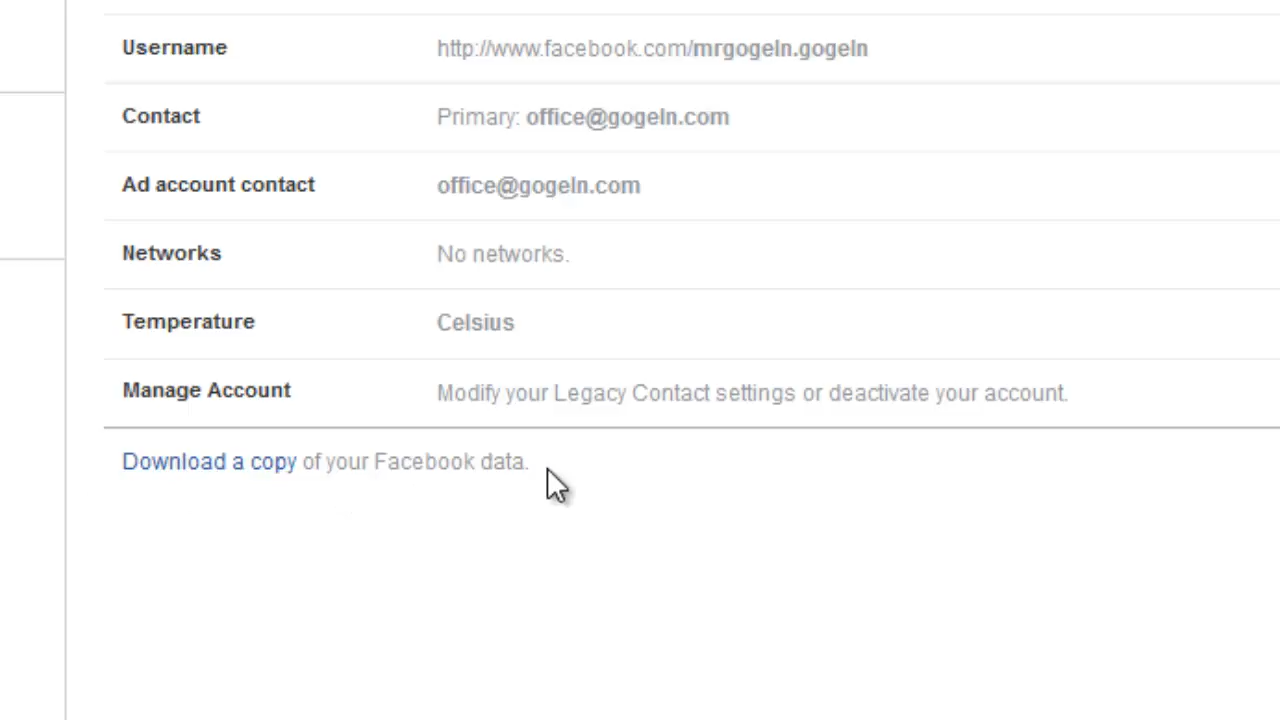 Username http://www.facebook.com/mrgogeln.gogeln
Contact Primary: office@gogeln.com
Ad account contact office@gogeln.com
Networks No networks.
Temperature Celsius
Manage Account Modify your Legacy Contact settings or deactivate your account.
Download a copy of your Facebook data.